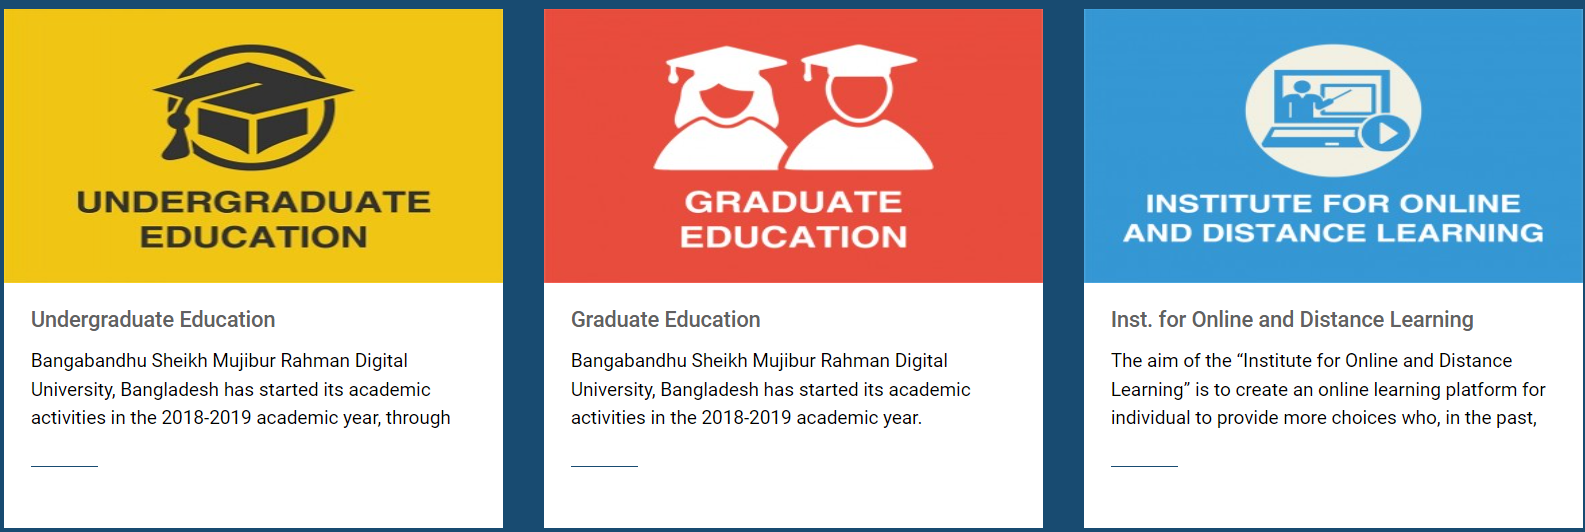 UNDERGRADUATE
EDUCATION
Undergraduate Education
Bangabandhu Sheikh Mujibur Rahman Digital
University, Bangladesh has started its academic
activities in the 2018-2019 academic year, through
GRADUATE
EDUCATION
Graduate Education
Bangabandhu Sheikh Mujibur Rahman Digital
University, Bangladesh has started its academic
activities in the 2018-2019 academic year.
INSTITUTE FOR ONLINE
AND DISTANCE LEARNING
Inst. for Online and Distance Learning
The aim of the “Institute for Online and Distance
Learning” is to create an online learning platform for
individual to provide more choices who, in the past,